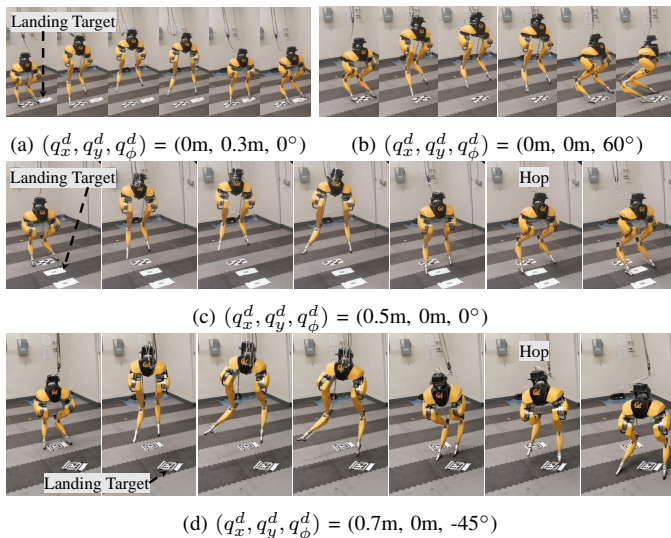 Landing Target
(a) (q_x^d, q_y^d, q_ϕ^d) = (0m, 0.3m, 0°)
(b) (q_x^d, q_y^d, q_ϕ^d) = (0m, 0m, 60°)
Landing Target
Hop
(c) (q_x^d, q_y^d, q_ϕ^d) = (0.5m, 0m, 0°)
Hop
Landing Target
(d) (q_x^d, q_y^d, q_ϕ^d) = (0.7m, 0m, -45°)